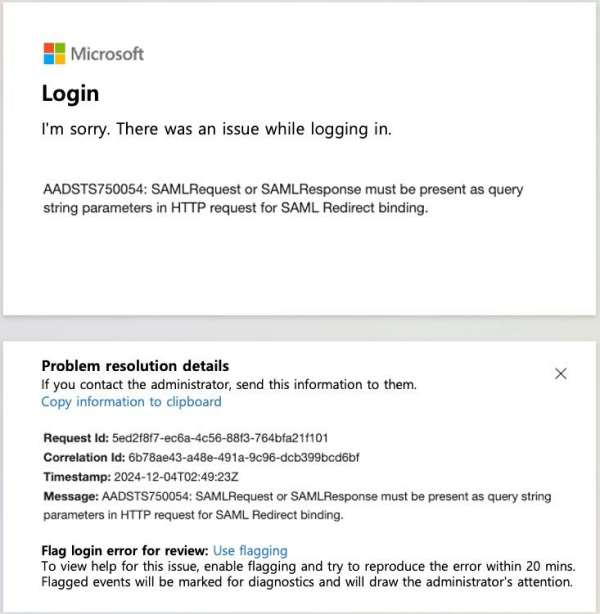 Microsoft
Login
I'm sorry. There was an issue while logging in.
AADSTS750054: SAMLRequest or SAMLResponse must be present as query
string parameters in HTTP request for SAML Redirect binding.
Problem resolution details
If you contact the administrator, send this information to them.
Copy information to clipboard
Request Id: 5ed2f8f7-ec6a-4c56-88f3-764bfa21f101
Correlation Id: 6b78ae43-a48e-491a-9c96-dcb399bcd6bf
Timestamp: 2024-12-04T02:49:23Z
Message: AADSTS750054: SAMLRequest or SAMLResponse must be present as query string
parameters in HTTP request for SAML Redirect binding.
Flag login error for review: Use flagging
To view help for this issue, enable flagging and try to reproduce the error within 20 mins.
Flagged events will be marked for diagnostics and will draw the administrator's attention.